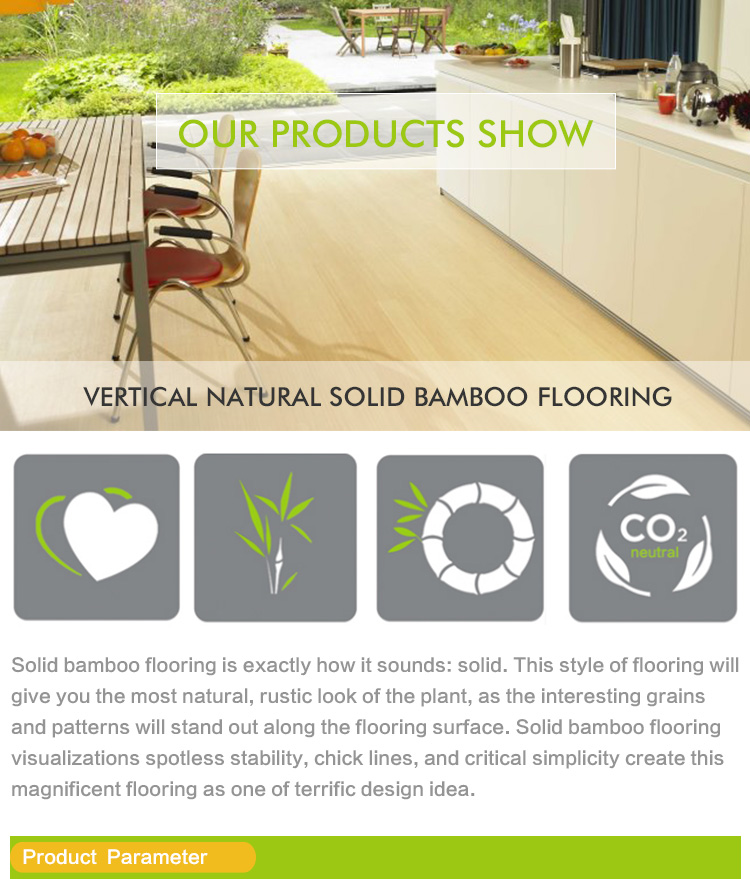 OUR PRODUCTS SHOW
VERTICAL NATURAL SOLID BAMBOO FLOORING
CO2
neutral
Solid bamboo flooring is exactly how it sounds: solid. This style of flooring will
give you the most natural, rustic look of the plant, as the interesting grains
and patterns will stand out along the flooring surface. Solid bamboo flooring
visualizations spotless stability, chick lines, and critical simplicity create this
magnificent flooring as one of terrific design idea.
Product Parameter